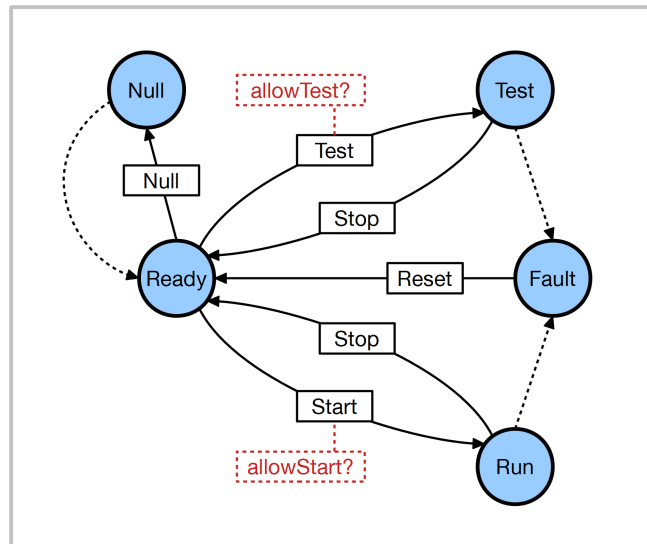 allowTest?
Null
Test
Test
Null
Stop
Ready
Reset
Fault
Stop
Start
allowStart?
Run